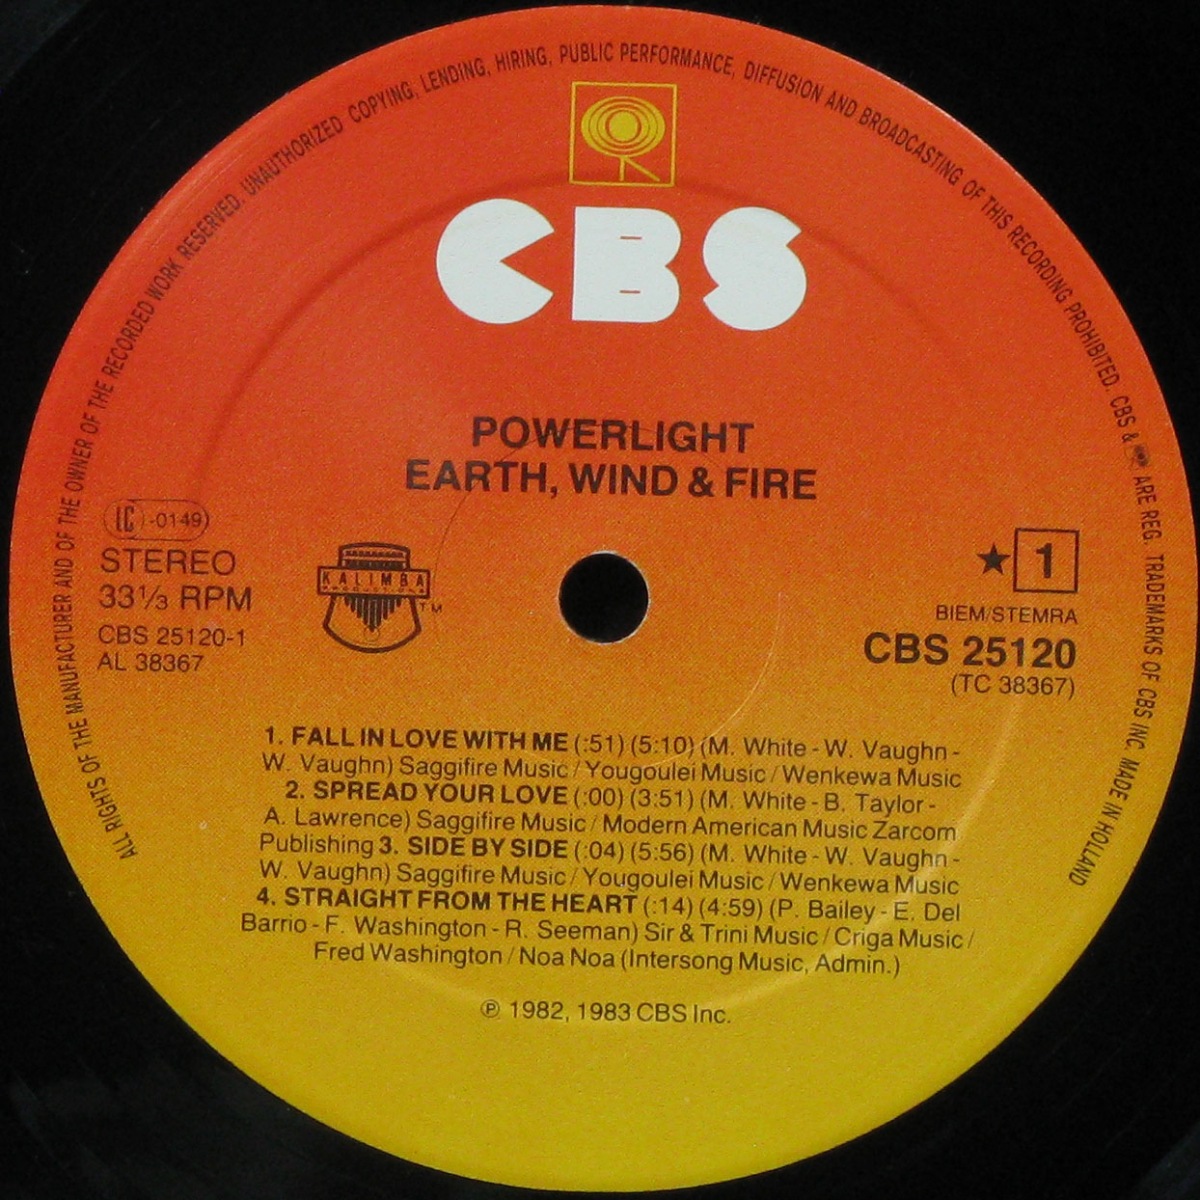 ALL RIGHTS OF THE MANUFACTURER AND OF THE OWNER OF THE RECORDED WORK RESERVED. UNAUTHORIZED COPYING, LENDING, HIRING, PUBLIC PERFORMANCE, DIFFUSION AND BROADCASTING OF THIS RECORDING PROHIBITED. CBS & ARE REG. TRADEMARKS OF CBS INC. MADE IN HOLLAND
CBS
POWERLIGHT
EARTH, WIND & FIRE
LC -0149
STEREO
33 1/3 RPM
CBS 25120-1
AL 38367
KALIMBA
PRODUCTIONS
TM
★ 1
BIEM/STEMRA
CBS 25120
(TC 38367)
1. FALL IN LOVE WITH ME (:51) (5:10) (M. White - W. Vaughn -
W. Vaughn) Saggifire Music / Yougoulei Music / Wenkewa Music
2. SPREAD YOUR LOVE (:00) (3:51) (M. White - B. Taylor -
A. Lawrence) Saggifire Music / Modern American Music Zarcom
Publishing 3. SIDE BY SIDE (:04) (5:56) (M. White - W. Vaughn -
W. Vaughn) Saggifire Music / Yougoulei Music / Wenkewa Music
4. STRAIGHT FROM THE HEART (:14) (4:59) (P. Bailey - E. Del
Barrio - F. Washington - R. Seeman) Sir & Trini Music / Criga Music /
Fred Washington / Noa Noa (Intersong Music, Admin.)
℗ 1982, 1983 CBS Inc.